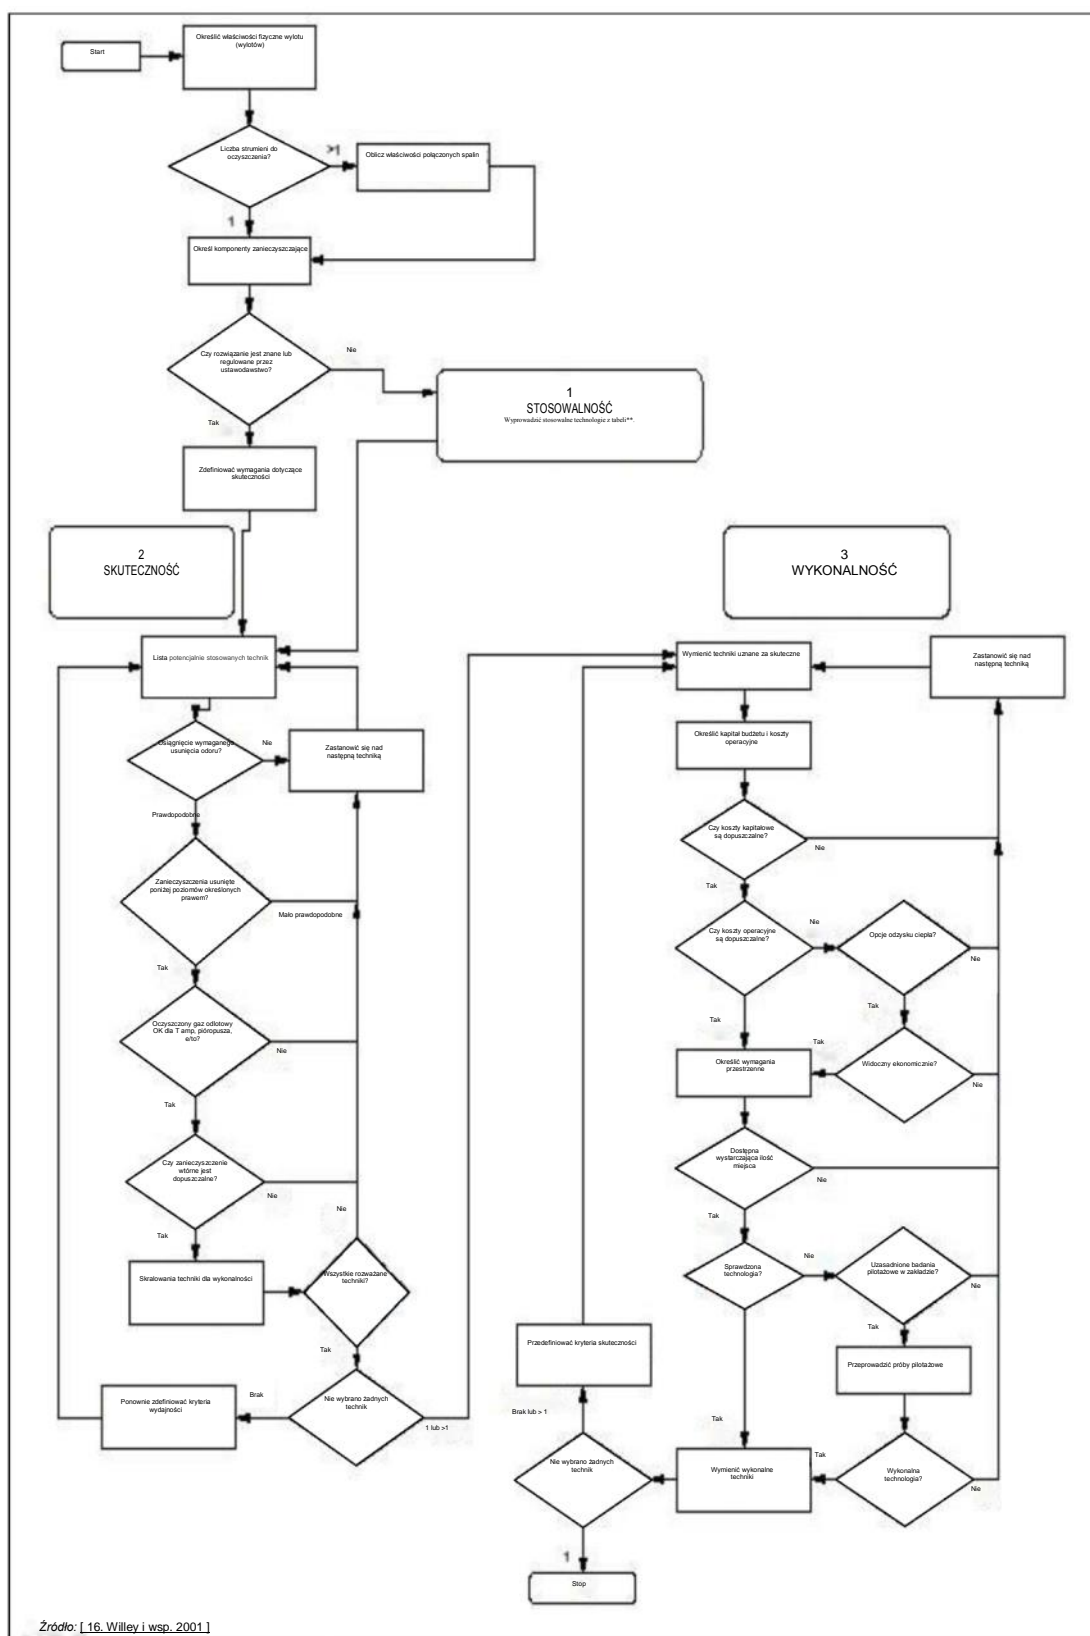 Start
Określić właściwości fizyczne wylotu
(wylotów)
Liczba strumieni do
oczyszczenia?
>1
Oblicz właściwości połączonych spalin
1
Określ komponenty zanieczyszczające
Czy rozwiązanie jest znane lub
regulowane przez
ustawodawstwo?
Nie
1
STOSOWALNOŚĆ
Wyprowadzić stosowalne technologie z tabeli**.
Tak
Zdefiniować wymagania dotyczące
skuteczności
2
SKUTECZNOŚĆ
3
WYKONALNOŚĆ
Lista potencjalnie stosowanych technik
Osiągnięcie wymaganego
usunięcia odoru?
Nie
Zastanowić się nad
następną techniką
Prawdopodobne
Zanieczyszczenia usunięte
poniżej poziomów określonych
prawem?
Mało prawdopodobne
Tak
Oczyszczony gaz odlotowy
OK dla T amp, pióropusza,
e/to?
Nie
Tak
Czy zanieczyszczenie
wtórne jest
dopuszczalne?
Nie
Nie
Tak
Skralowania techniki dla wykonalności
Wszystkie rozważane
techniki?
Tak
Nie wybrano żadnych
technik
Brak
Ponownie zdefiniować kryteria
wydajności
1 lub >1
Wymienić techniki uznane za skuteczne
Zastanowić się nad
następną techniką
Określić kapitał budżetu i koszty
operacyjne
Czy koszty kapitałowe
są dopuszczalne?
Nie
Tak
Czy koszty operacyjne
są dopuszczalne?
Nie
Opcje odzysku ciepła?
Nie
Tak
Tak
Tak
Określić wymagania
przestrzenne
Widoczny ekonomicznie?
Nie
Dostępna
wystarczająca ilość
miejsca
Nie
Tak
Sprawdzona
technologia?
Nie
Uzasadnione badania
pilotażowe w zakładzie?
Nie
Tak
Przeprowadzić próby pilotażowe
Tak
Tak
Wykonalna
technologia?
Nie
Wymienić wykonalne
techniki
Przedefiniować kryteria skuteczności
Brak lub > 1
Nie wybrano żadnych
technik
1
Stop
Źródło: [ 16. Willey i wsp. 2001 ]